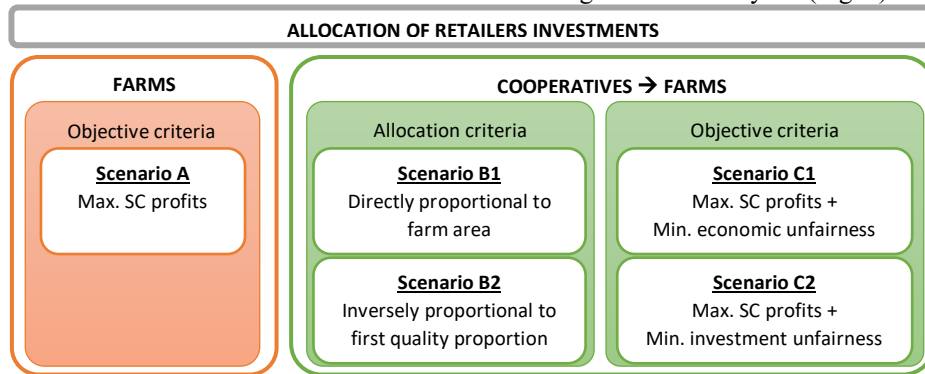 ALLOCATION OF RETAILERS INVESTMENTS
FARMS
Objective criteria
Scenario A
Max. SC profits
COOPERATIVES → FARMS
Allocation criteria
Scenario B1
Directly proportional to
farm area
Scenario B2
Inversely proportional to
first quality proportion
Objective criteria
Scenario C1
Max. SC profits +
Min. economic unfairness
Scenario C2
Max. SC profits +
Min. investment unfairness